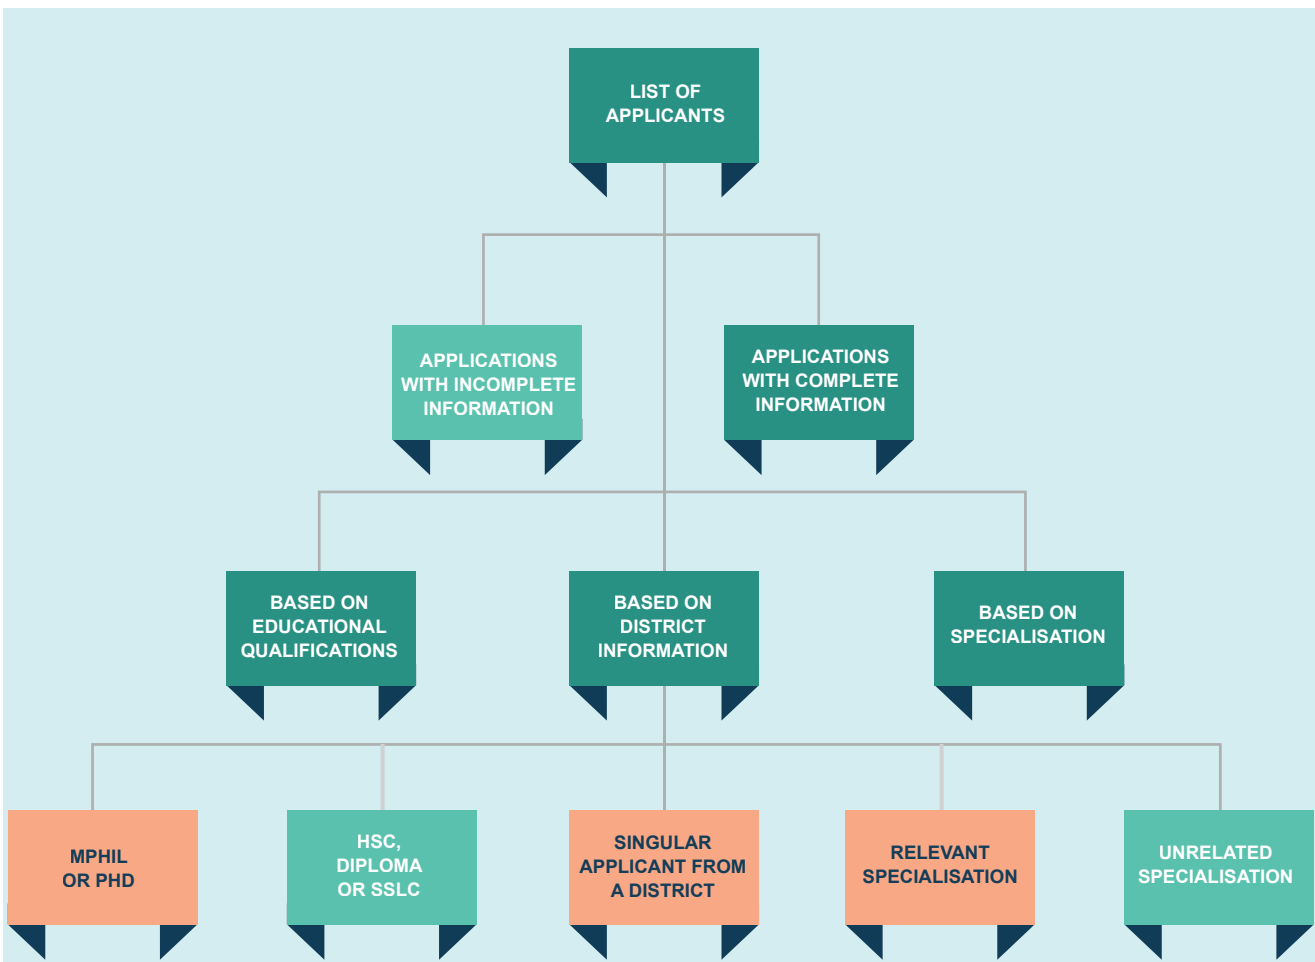 LIST OF
APPLICANTS
APPLICATIONS
WITH INCOMPLETE
INFORMATION
APPLICATIONS
WITH COMPLETE
INFORMATION
BASED ON
EDUCATIONAL
QUALIFICATIONS
BASED ON
DISTRICT
INFORMATION
BASED ON
SPECIALISATION
MPHIL
OR PHD
HSC,
DIPLOMA
OR SSLC
SINGULAR
APPLICANT FROM
A DISTRICT
RELEVANT
SPECIALISATION
UNRELATED
SPECIALISATION